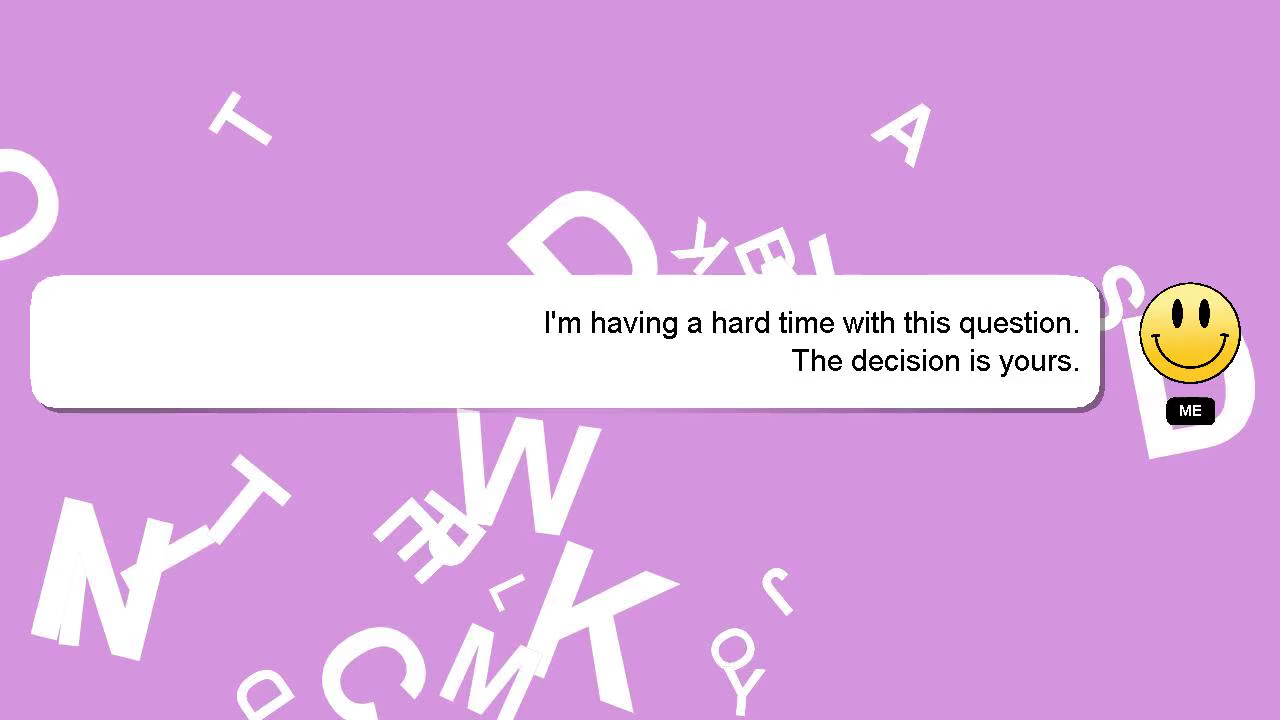 T
A
D
K
E
S
I'm having a hard time with this question.
The decision is yours.
ME
D
W
T
N
E
R
L
K
J
C
M
O
Y
D